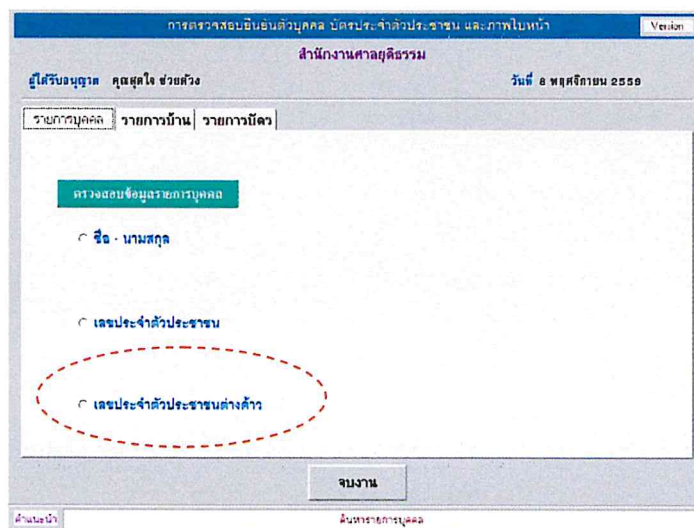 การตรวจสอบยืนยันตัวบุคคล บัตรประจำตัวประชาชน และภาพใบหน้า Version
สำนักงานศาลยุติธรรม
ผู้ได้รับอนุญาต คุณสุดใจ ช่วยด้วง วันที่ 8 พฤศจิกายน 2559
รายการบุคคล รายการบ้าน รายการบัตร
ตรวจสอบข้อมูลรายการบุคคล
ชื่อ - นามสกุล
เลขประจำตัวประชาชน
เลขประจำตัวประชาชนต่างด้าว
จบงาน
คำแนะนำ ค้นหารายการบุคคล